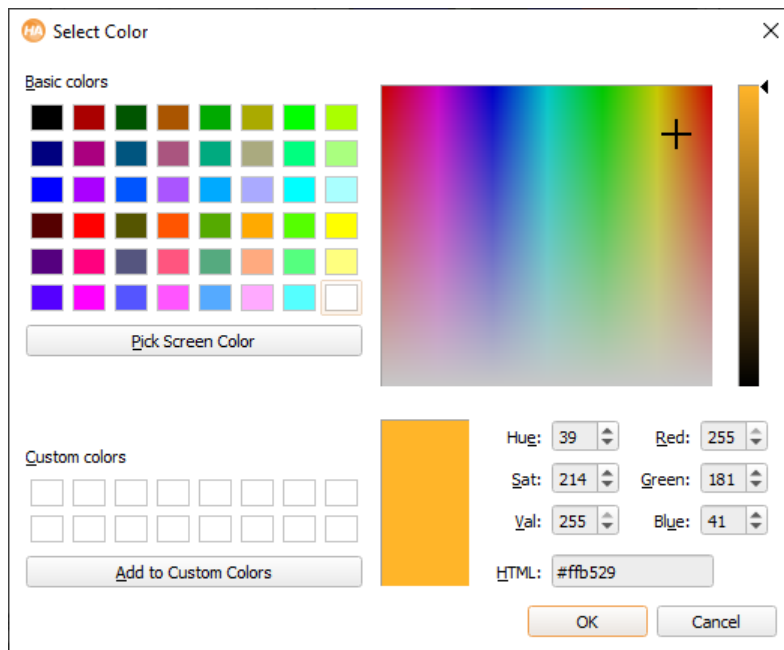 HA Select Color
Basic colors
Pick Screen Color
Custom colors
Add to Custom Colors
Hue: 39 Red: 255
Sat: 214 Green: 181
Val: 255 Blue: 41
HTML: #ffb529
OK Cancel